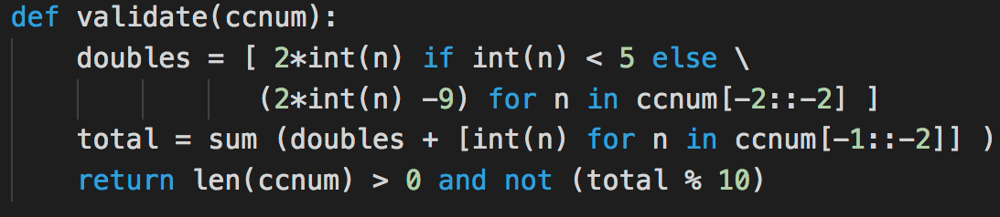 def validate(ccnum):
    doubles = [ 2*int(n) if int(n) < 5 else \
               (2*int(n) -9) for n in ccnum[-2::-2] ]
    total = sum (doubles + [int(n) for n in ccnum[-1::-2]] )
    return len(ccnum) > 0 and not (total % 10)